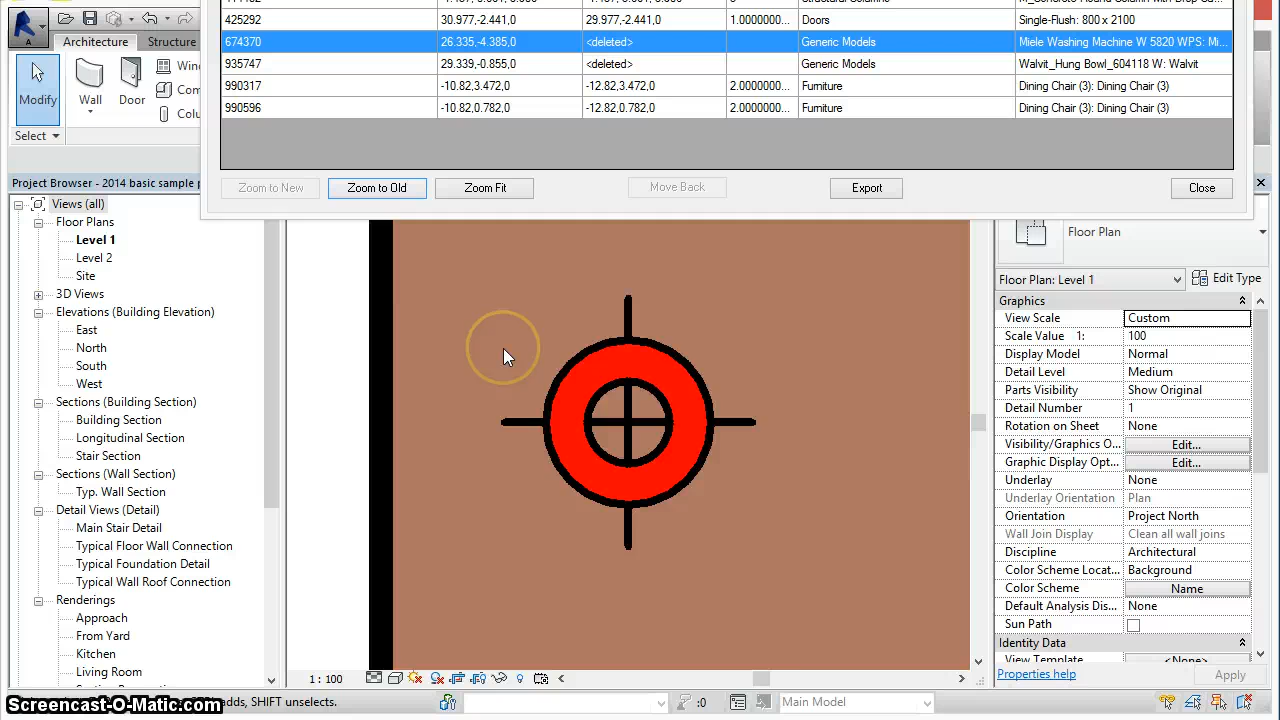 425292 30.977,-2.441,0 29.977,-2.441,0 1.0000000... Doors Single-Flush: 800 x 2100
674370 26.335,-4.385,0 <deleted> Generic Models Miele Washing Machine W 5820 WPS: Mi...
935747 29.339,-0.855,0 <deleted> Generic Models Walvit_Hung Bowl_604118 W: Walvit
990317 -10.82,3.472,0 -12.82,3.472,0 2.0000000... Furniture Dining Chair (3): Dining Chair (3)
990596 -10.82,0.782,0 -12.82,0.782,0 2.0000000... Furniture Dining Chair (3): Dining Chair (3)
Zoom to New Zoom to Old Zoom Fit Move Back Export Close
A
Architecture Structure
Modify Wall Door Wind
Com
Colu
Select
Project Browser - 2014 basic sample p
Views (all)
Floor Plans
Level 1
Level 2
Site
3D Views
Elevations (Building Elevation)
East
North
South
West
Sections (Building Section)
Building Section
Longitudinal Section
Stair Section
Sections (Wall Section)
Typ. Wall Section
Detail Views (Detail)
Main Stair Detail
Typical Floor Wall Connection
Typical Foundation Detail
Typical Wall Roof Connection
Renderings
Approach
From Yard
Kitchen
Living Room
Floor Plan
Floor Plan: Level 1 Edit Type
Graphics
View Scale Custom
Scale Value 1: 100
Display Model Normal
Detail Level Medium
Parts Visibility Show Original
Detail Number 1
Rotation on Sheet None
Visibility/Graphics O... Edit...
Graphic Display Opt... Edit...
Underlay None
Underlay Orientation Plan
Orientation Project North
Wall Join Display Clean all wall joins
Discipline Architectural
Color Scheme Locat... Background
Color Scheme Name
Default Analysis Dis... None
Sun Path
Identity Data
View Template <None>
Properties help Apply
1 : 100
adds, SHIFT unselects. :0 Main Model
Screencast-O-Matic.com